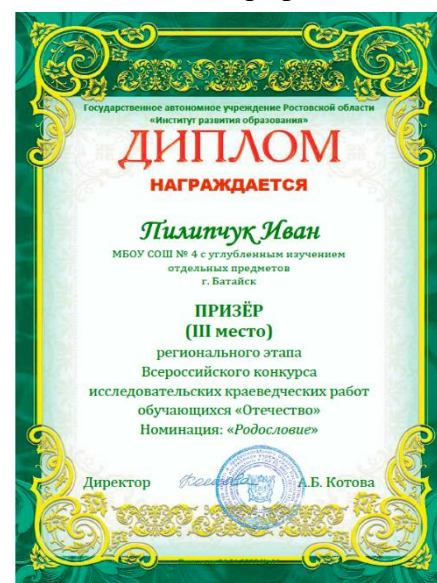 Государственное автономное учреждение Ростовской области
«Институт развития образования»
ДИПЛОМ
НАГРАЖДАЕТСЯ
Пилипчук Иван
МБОУ СОШ № 4 с углубленным изучением
отдельных предметов
г. Батайск
ПРИЗЁР
(III место)
регионального этапа
Всероссийского конкурса
исследовательских краеведческих работ
обучающихся «Отечество»
Номинация: «Родословие»
Директор А.Б. Котова